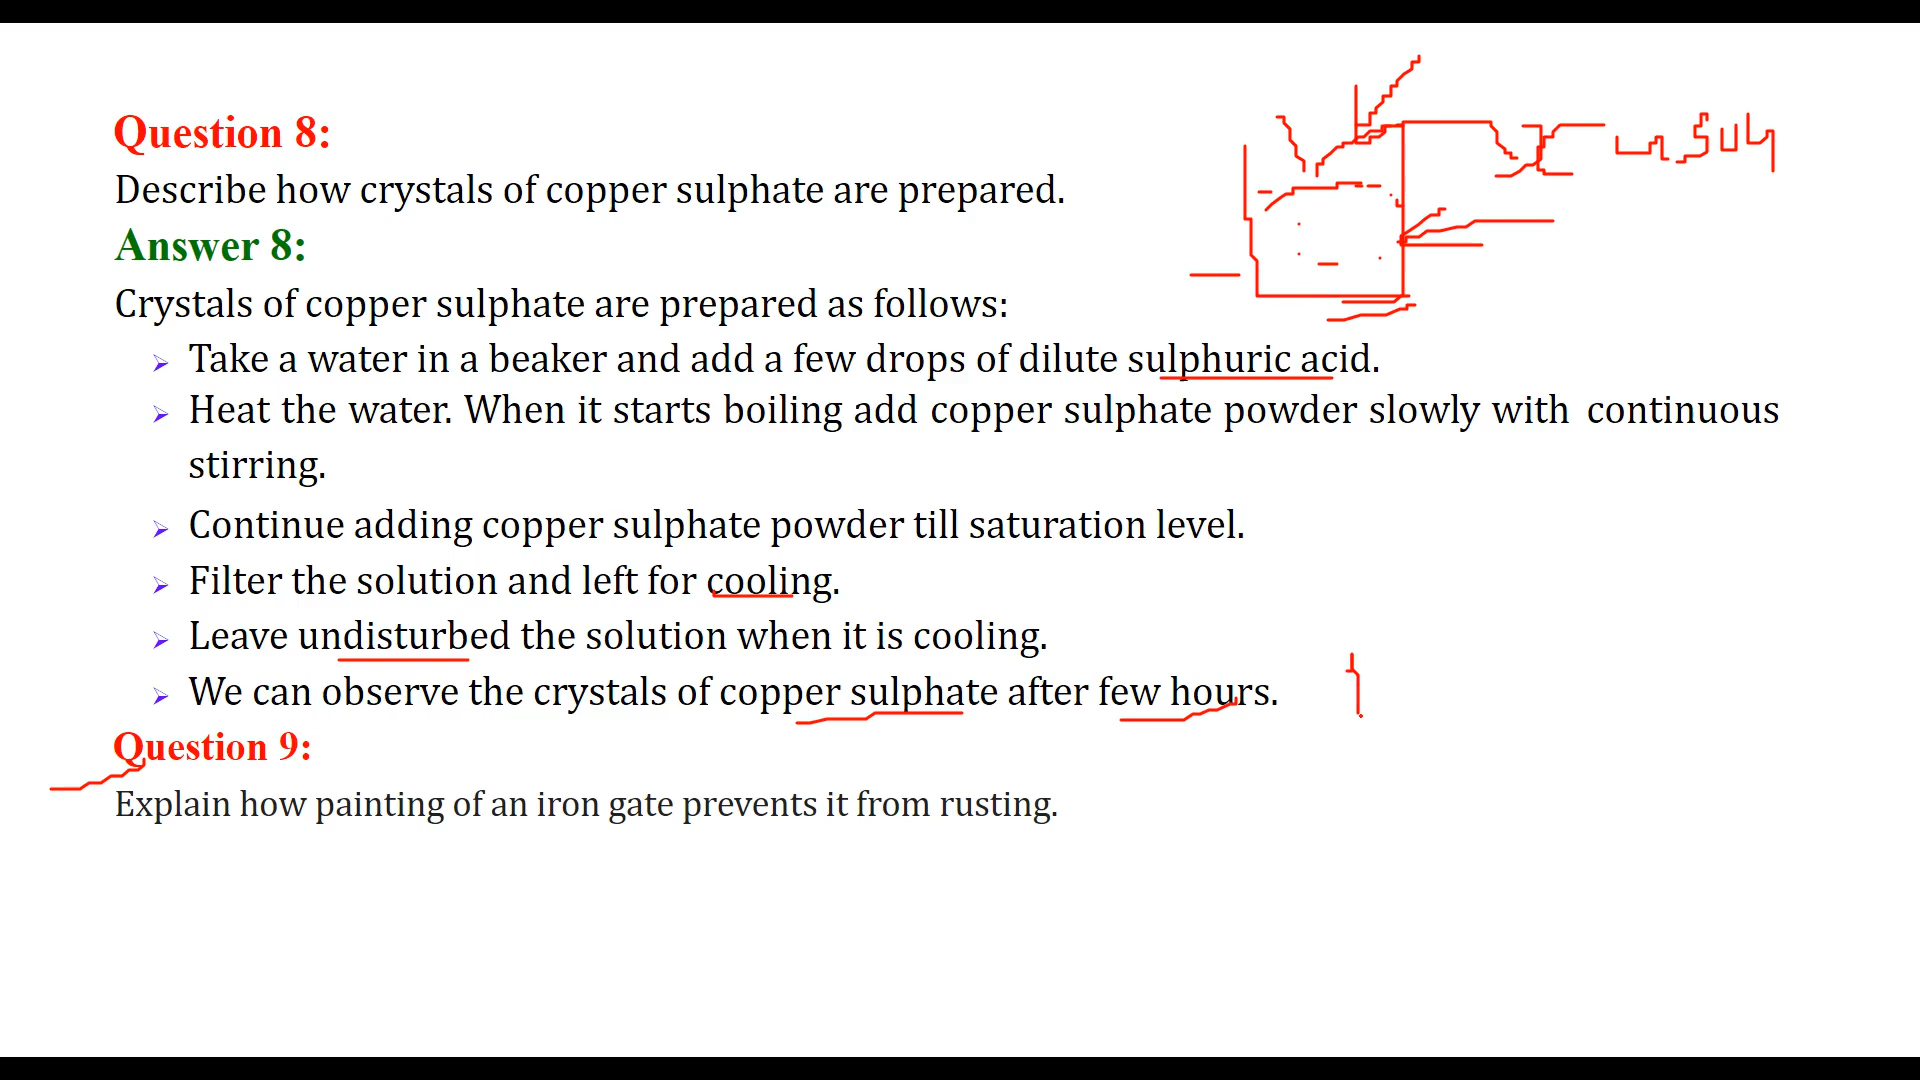 Question 8:
Describe how crystals of copper sulphate are prepared.
Answer 8:
Crystals of copper sulphate are prepared as follows:
➢ Take a water in a beaker and add a few drops of dilute sulphuric acid.
➢ Heat the water. When it starts boiling add copper sulphate powder slowly with continuous
stirring.
➢ Continue adding copper sulphate powder till saturation level.
➢ Filter the solution and left for cooling.
➢ Leave undisturbed the solution when it is cooling.
➢ We can observe the crystals of copper sulphate after few hours.
Question 9:
Explain how painting of an iron gate prevents it from rusting.